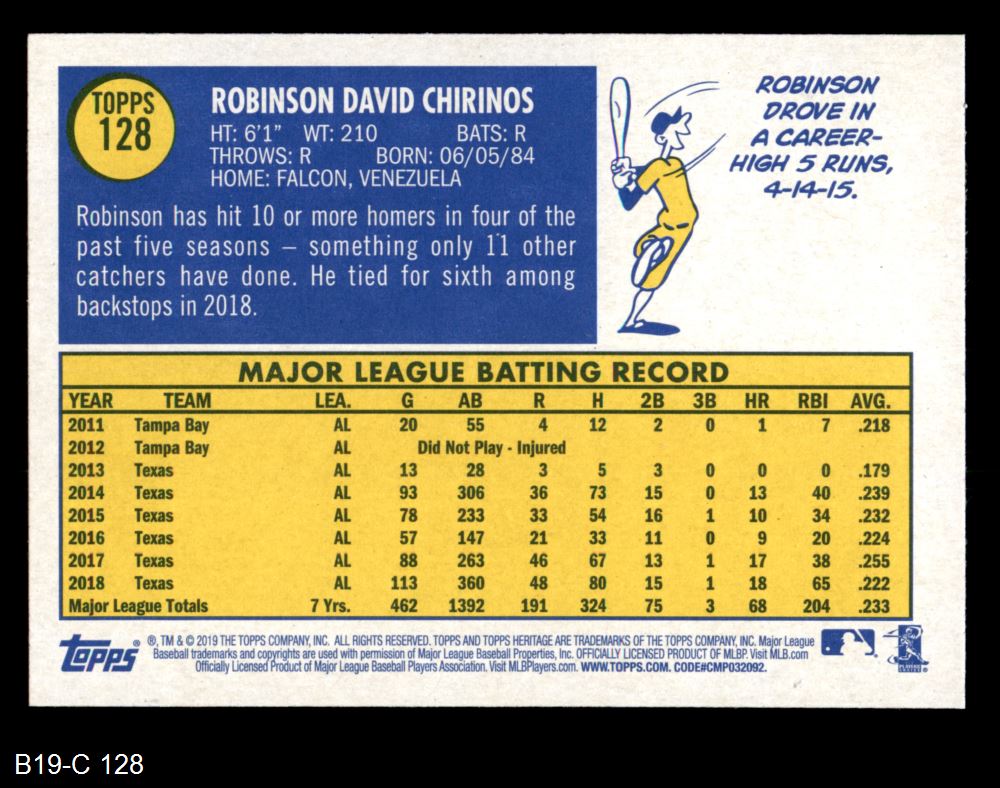 TOPPS
128
ROBINSON DAVID CHIRINOS
HT: 6'1" WT: 210 BATS: R
THROWS: R BORN: 06/05/84
HOME: FALCON, VENEZUELA
Robinson has hit 10 or more homers in four of the
past five seasons – something only 11 other
catchers have done. He tied for sixth among
backstops in 2018.
ROBINSON
DROVE IN
A CAREER-
HIGH 5 RUNS,
4-14-15.
MAJOR LEAGUE BATTING RECORD
YEAR TEAM LEA. G AB R H 2B 3B HR RBI AVG.
2011 Tampa Bay AL 20 55 4 12 2 0 1 7 .218
2012 Tampa Bay AL Did Not Play - Injured
2013 Texas AL 13 28 3 5 3 0 0 0 .179
2014 Texas AL 93 306 36 73 15 0 13 40 .239
2015 Texas AL 78 233 33 54 16 1 10 34 .232
2016 Texas AL 57 147 21 33 11 0 9 20 .224
2017 Texas AL 88 263 46 67 13 1 17 38 .255
2018 Texas AL 113 360 48 80 15 1 18 65 .222
Major League Totals 7 Yrs. 462 1392 191 324 75 3 68 204 .233
Topps ®
®, TM & © 2019 THE TOPPS COMPANY, INC. ALL RIGHTS RESERVED. TOPPS AND TOPPS HERITAGE ARE TRADEMARKS OF THE TOPPS COMPANY, INC. Major League
Baseball trademarks and copyrights are used with permission of Major League Baseball Properties, Inc. OFFICIALLY LICENSED PRODUCT OF MLBP. Visit MLB.com
Officially Licensed Product of Major League Baseball Players Association. Visit MLBPlayers.com. WWW.TOPPS.COM. CODE#CMP032092.
B19-C 128